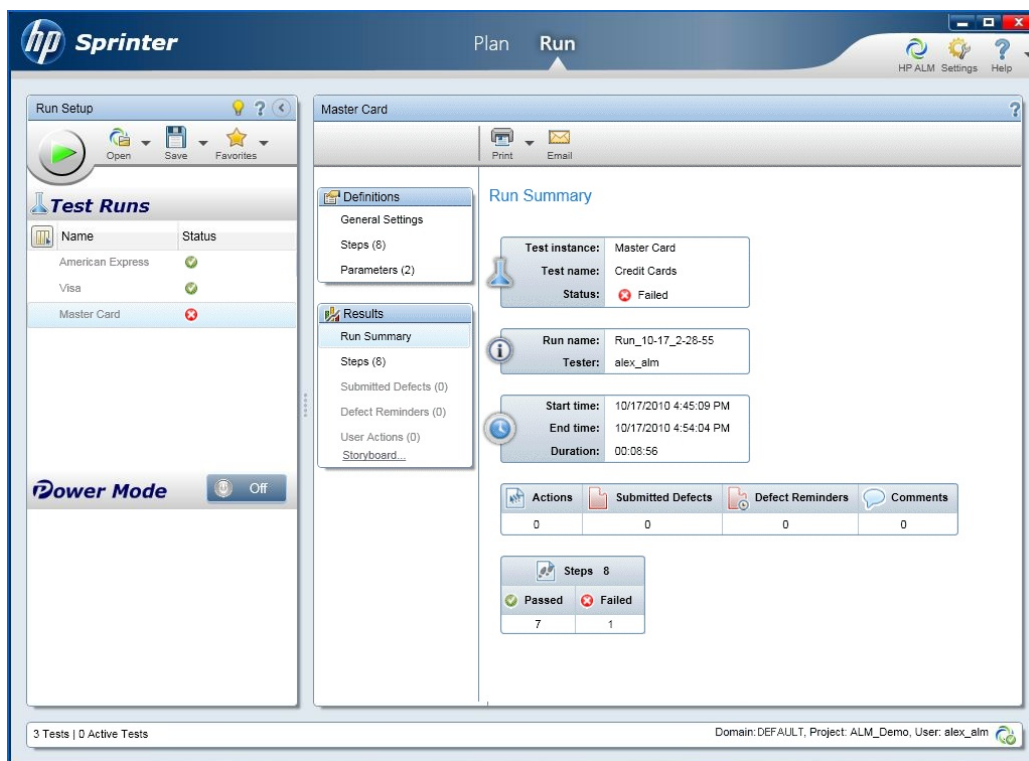 hp Sprinter
Plan Run
HP ALM Settings Help
Run Setup
Open Save Favorites
Test Runs
Name Status
American Express
Visa
Master Card
Power Mode Off
Master Card
Print Email
Definitions
General Settings
Steps (8)
Parameters (2)
Results
Run Summary
Steps (8)
Submitted Defects (0)
Defect Reminders (0)
User Actions (0)
Storyboard...
Run Summary
Test instance: Master Card
Test name: Credit Cards
Status: Failed
Run name: Run_10-17_2-28-55
Tester: alex_alm
Start time: 10/17/2010 4:45:09 PM
End time: 10/17/2010 4:54:04 PM
Duration: 00:08:56
Actions Submitted Defects Defect Reminders Comments
0 0 0 0
Steps 8
Passed Failed
7 1
3 Tests | 0 Active Tests
Domain: DEFAULT, Project: ALM_Demo, User: alex_alm